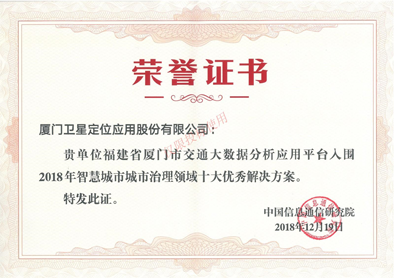 荣誉证书
厦门卫星定位应用股份有限公司：
贵单位福建省厦门市交通大数据分析应用平台入围
2018年智慧城市城市治理领域十大优秀解决方案。
特发此证。
中国信息通信研究院
2018年12月19日